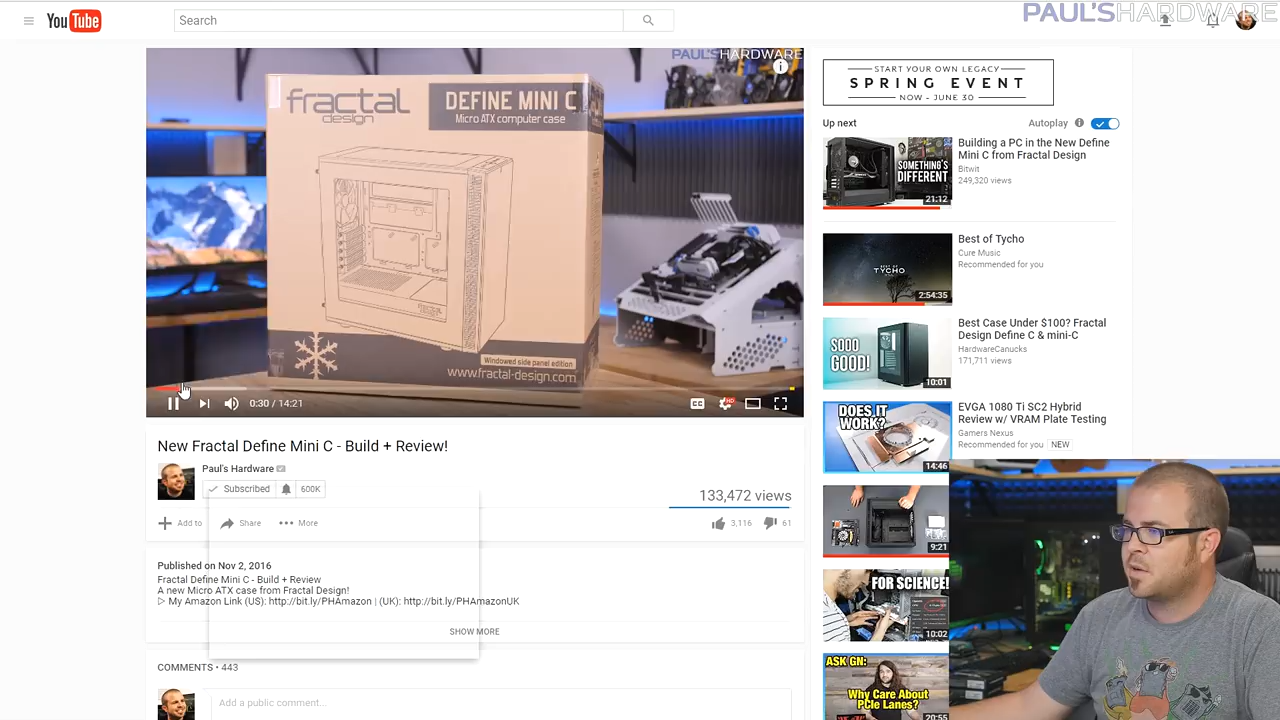 YouTube
Search
PAUL'SHARDWARE
PAUL'SHARDWARE
fractal
design
DEFINE MINI C
Micro ATX computer case
Windowed side panel edition
www.fractal-design.com
0:30 / 14:21
CC
HD
New Fractal Define Mini C - Build + Review!
Paul's Hardware
Subscribed
600K
133,472 views
Add to
Share
More
3,116
61
Published on Nov 2, 2016
Fractal Define Mini C - Build + Review
A new Micro ATX case from Fractal Design!
▷ My Amazon Link (US): http://bit.ly/PHAmazon | (UK): http://bit.ly/PHAmazonUK
SHOW MORE
COMMENTS • 443
Add a public comment...
START YOUR OWN LEGACY
SPRING EVENT
NOW - JUNE 30
Up next
Autoplay
SOMETHING'S
DIFFERENT
21:12
Building a PC in the New Define
Mini C from Fractal Design
Bitwit
249,320 views
BEST OF
TYCHO
2:54:35
Best of Tycho
Cure Music
Recommended for you
SOOO
GOOD!
10:01
Best Case Under $100? Fractal
Design Define C & mini-C
HardwareCanucks
171,711 views
DOES IT
WORK?
14:46
EVGA 1080 Ti SC2 Hybrid
Review w/ VRAM Plate Testing
Gamers Nexus
Recommended for you
NEW
9:21
FOR SCIENCE!
10:02
ASK GN:
Why Care About
PCIe Lanes?
20:55